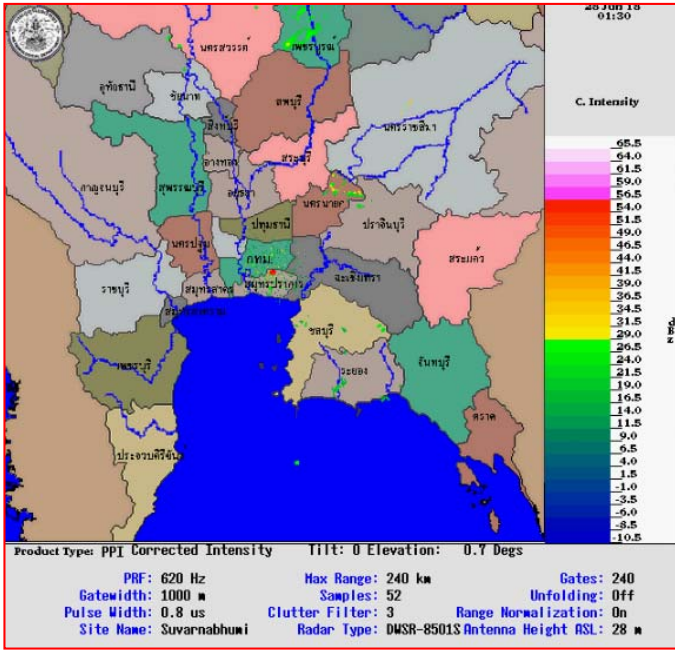 28 Jun 18
01:30
C. Intensity
นครสวรรค์
เพชรบูรณ์
อุทัยธานี
ชัยนาท
ลพบุรี
สิงห์บุรี
นครราชสีมา
อ่างทอง
สระบุรี
กาญจนบุรี
สุพรรณบุรี
อยุธยา
นครนายก
ปราจีนบุรี
ปทุมธานี
นครปฐม
กทม.
สระแก้ว
ฉะเชิงเทรา
ราชบุรี
สมุทรสาคร
สมุทรปราการ
สมุทรสงคราม
ชลบุรี
เพชรบุรี
ระยอง
จันทบุรี
ตราด
ประจวบคีรีขันธ์
65.5
64.0
61.5
59.0
56.5
54.0
51.5
49.0
46.5
44.0
41.5
39.0
36.5
34.0
31.5
29.0
26.5
24.0
21.5
19.0
16.5
14.0
11.5
9.0
6.5
4.0
1.5
-1.0
-3.5
-6.0
-8.5
-10.5
Product Type: PPI Corrected Intensity Tilt: 0 Elevation: 0.7 Degs
PRF: 620 Hz Max Range: 240 km Gates: 240
Gatewidth: 1000 m Samples: 52 Unfolding: Off
Pulse Width: 0.8 us Clutter Filter: 3 Range Normalization: On
Site Name: Suvarnabhumi Radar Type: DWSR-8501S Antenna Height ASL: 28 m